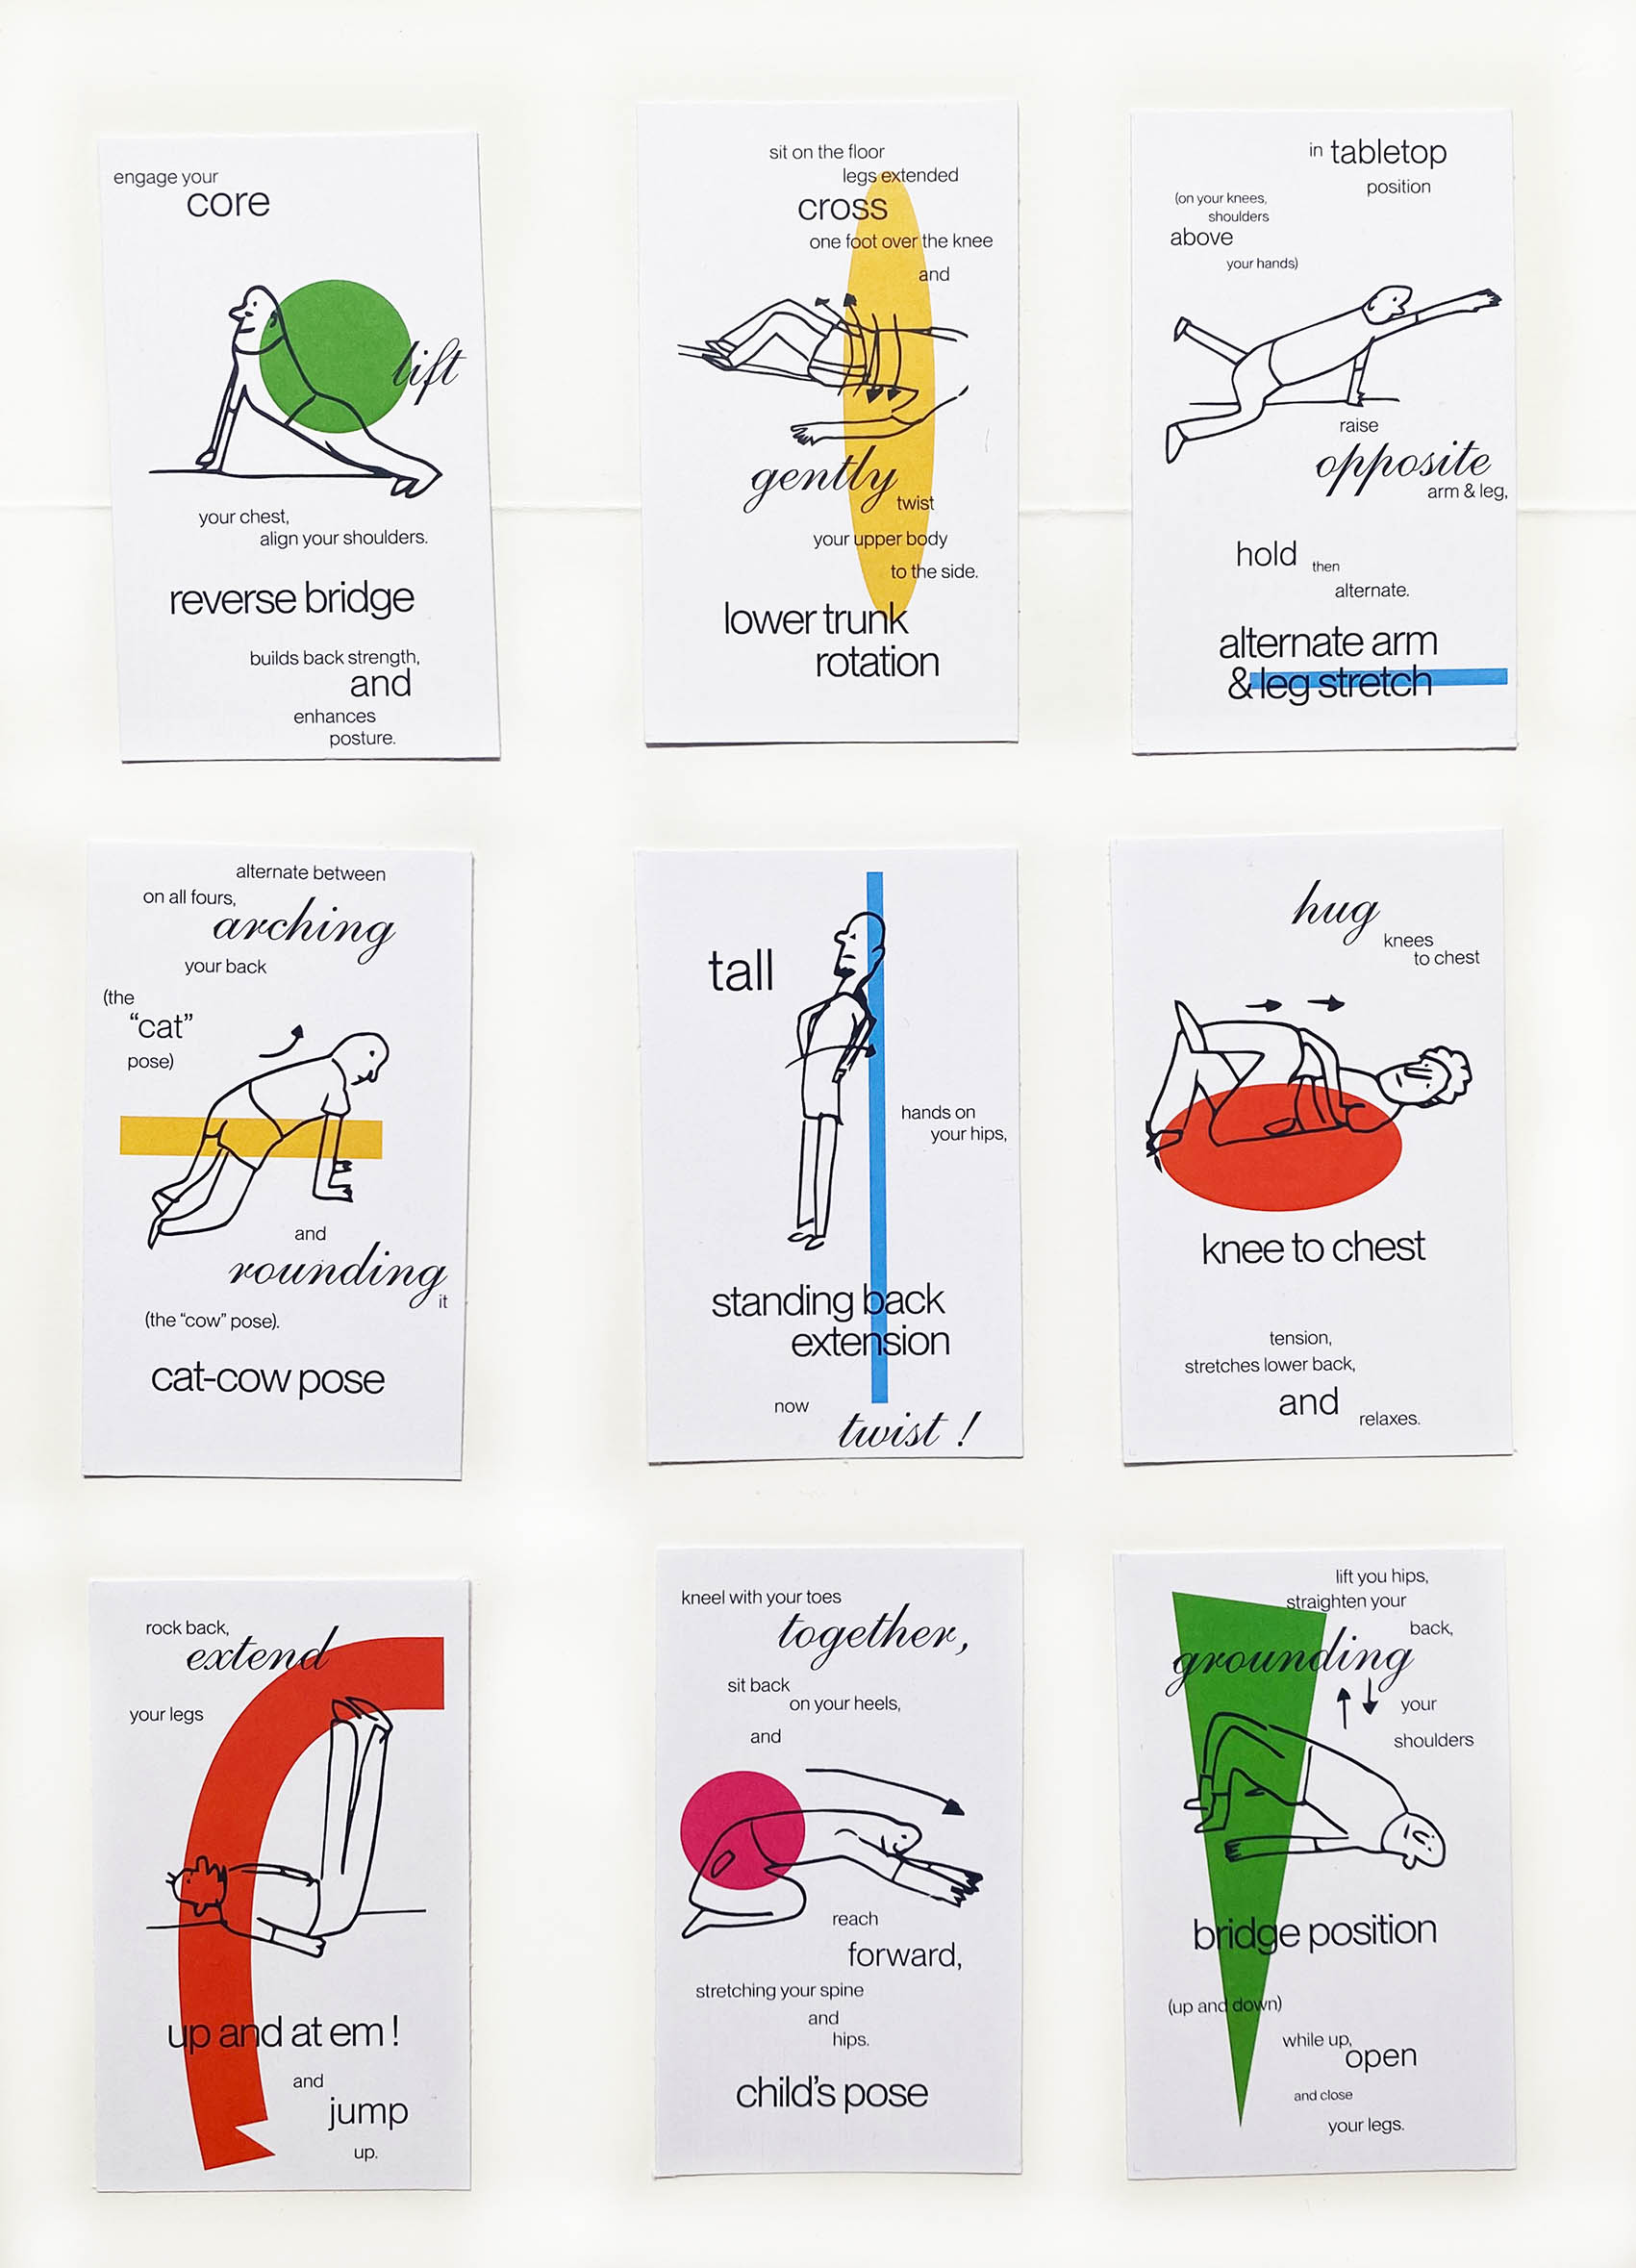 engage your
core
lift
your chest,
align your shoulders.
reverse bridge
builds back strength,
and
enhances
posture.
sit on the floor
legs extended
cross
one foot over the knee
and
gently twist
your upper body
to the side.
lower trunk
rotation
in tabletop
position
(on your knees,
shoulders
above
your hands)
raise
opposite
arm & leg,
hold then
alternate.
alternate arm
& leg stretch
alternate between
on all fours,
arching
your back
(the
“cat”
pose)
and
rounding
it
(the “cow” pose).
cat-cow pose
tall
hands on
your hips,
standing back
extension
now
twist !
hug
knees
to chest
knee to chest
tension,
stretches lower back,
and
relaxes.
rock back,
extend
your legs
up and at em !
and
jump
up.
kneel with your toes
together,
sit back
on your heels,
and
reach
forward,
stretching your spine
and
hips.
child’s pose
lift you hips,
straighten your
back,
grounding
your
shoulders
bridge position
(up and down)
while up,
open
and close
your legs.